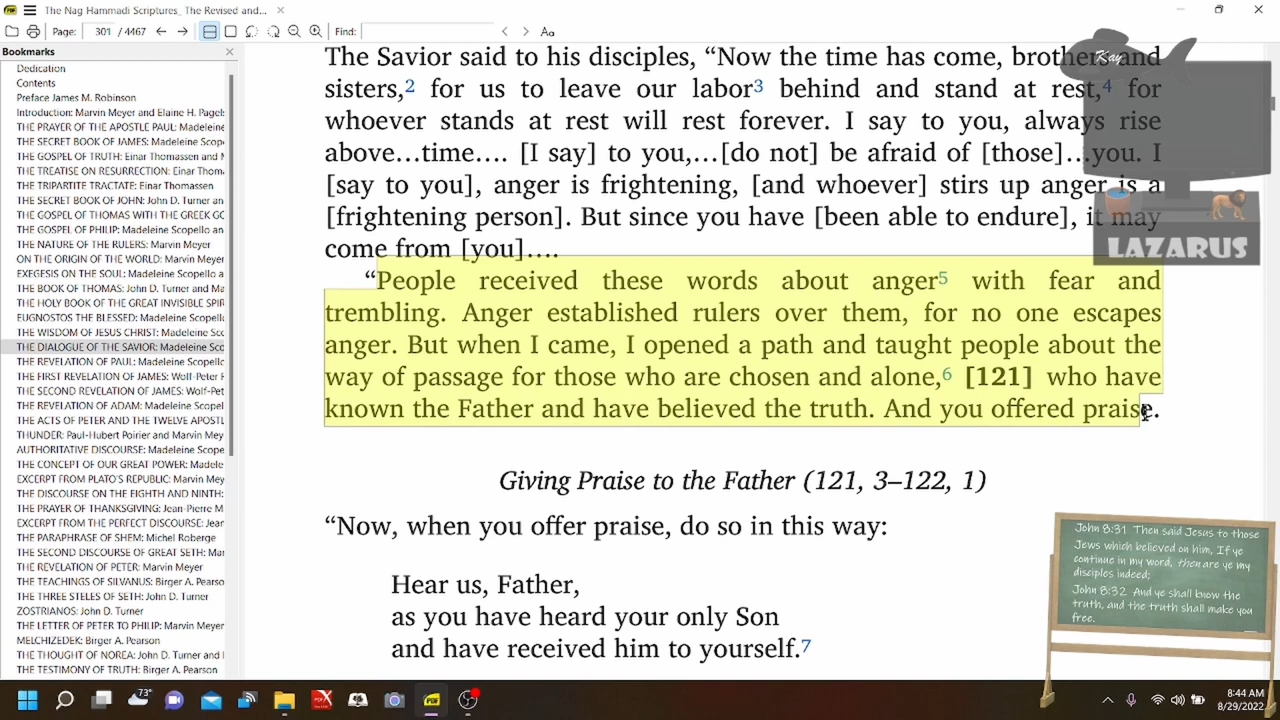 The Nag Hammadi Scriptures_ The Revised and...
Page: 301 / 4467 Find: Aa
Bookmarks
Dedication
Contents
Preface James M. Robinson
Introduction: Marvin Meyer and Elaine H. Pagels
THE PRAYER OF THE APOSTLE PAUL: Madeleine
THE SECRET BOOK OF JAMES: Madeleine Scop
THE GOSPEL OF TRUTH: Einar Thomassen and M
THE TREATISE ON RESURRECTION: Einar Thom
THE TRIPARTITE TRACTATE: Einar Thomassen
THE SECRET BOOK OF JOHN: John D. Turner and
THE GOSPEL OF THOMAS WITH THE GREEK GO
THE GOSPEL OF PHILIP: Madeleine Scopello an
THE NATURE OF THE RULERS: Marvin Meyer
ON THE ORIGIN OF THE WORLD: Marvin Meyer
EXEGESIS ON THE SOUL: Madeleine Scopello an
THE BOOK OF THOMAS: John D. Turner and Ma
THE HOLY BOOK OF THE GREAT INVISIBLE SPIR
EUGNOSTOS THE BLESSED: Madeleine Scopello
THE WISDOM OF JESUS CHRIST: Madeleine Sco
THE DIALOGUE OF THE SAVIOR: Madeleine Sco
THE REVELATION OF PAUL: Madeleine Scopello
THE FIRST REVELATION OF JAMES: Wolf-Peter F
THE SECOND REVELATION OF JAMES: Wolf-Pet
THE REVELATION OF ADAM: Madeleine Scopel
THE ACTS OF PETER AND THE TWELVE APOSTL
THUNDER: Paul-Hubert Poirier and Marvin Mey
AUTHORITATIVE DISCOURSE: Madeleine Scope
THE CONCEPT OF OUR GREAT POWER: Madele
EXCERPT FROM PLATO'S REPUBLIC: Marvin Mey
THE DISCOURSE ON THE EIGHTH AND NINTH:
THE PRAYER OF THANKSGIVING: Jean-Pierre M
EXCERPT FROM THE PERFECT DISCOURSE: Jear
THE PARAPHRASE OF SHEM: Michel Roberge
THE SECOND DISCOURSE OF GREAT SETH: Mar
THE REVELATION OF PETER: Marvin Meyer
THE TEACHINGS OF SILVANUS: Birger A. Pearso
THE THREE STELES OF SETH: John D. Turner
ZOSTRIANOS: John D. Turner
THE LETTER OF PETER TO PHILIP: Marvin Meyer
MELCHIZEDEK: Birger A. Pearson
THE THOUGHT OF NOREA: John D. Turner and I
THE TESTIMONY OF TRUTH: Birger A. Pearson
The Savior said to his disciples, “Now the time has come, brothers and
sisters,2 for us to leave our labor3 behind and stand at rest,4 for
whoever stands at rest will rest forever. I say to you, always rise
above…time…. [I say] to you,…[do not] be afraid of [those]…you. I
[say to you], anger is frightening, [and whoever] stirs up anger is a
[frightening person]. But since you have [been able to endure], it may
come from [you]….
“People received these words about anger5 with fear and
trembling. Anger established rulers over them, for no one escapes
anger. But when I came, I opened a path and taught people about the
way of passage for those who are chosen and alone,6 [121] who have
known the Father and have believed the truth. And you offered praise.
Giving Praise to the Father (121, 3–122, 1)
“Now, when you offer praise, do so in this way:
Hear us, Father,
as you have heard your only Son
and have received him to yourself.7
Kay
LAZARUS
John 8:31 Then said Jesus to those
Jews which believed on him, If ye
continue in my word, then are ye my
disciples indeed;
John 8:32 And ye shall know the
truth, and the truth shall make you
free.
73°
8:44 AM
8/29/2022